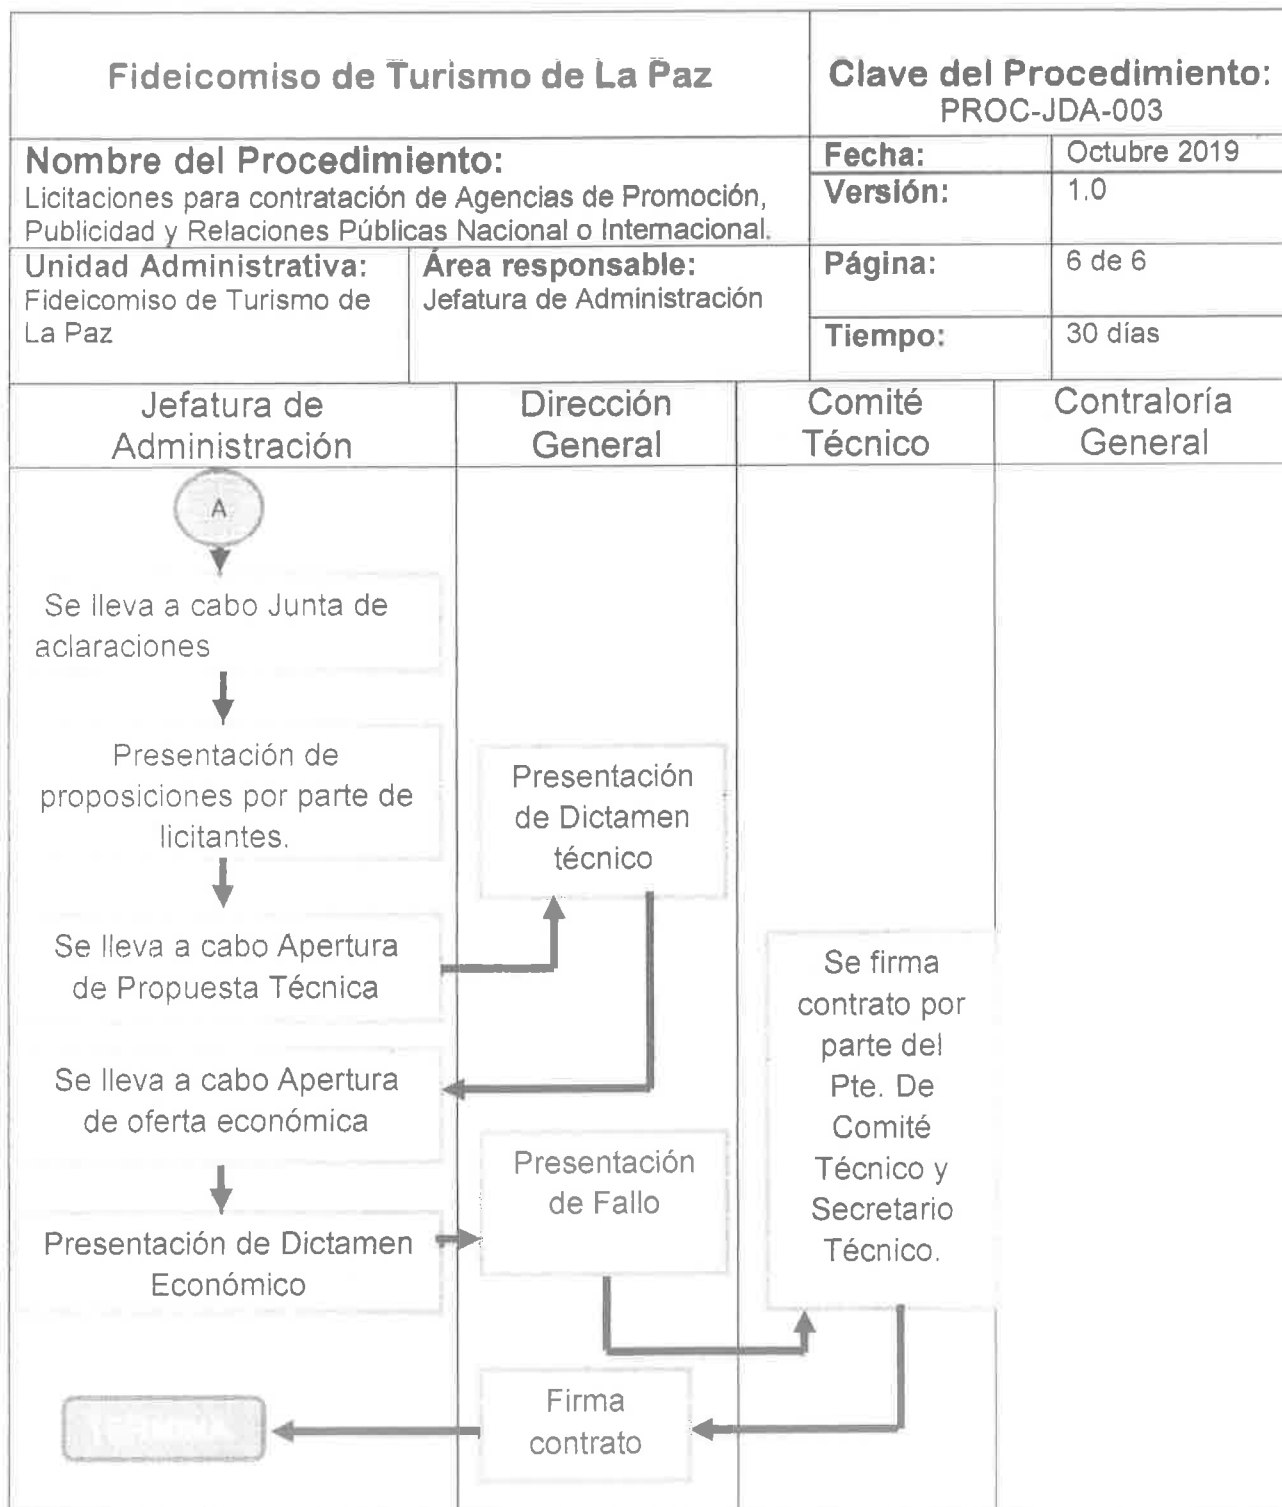 Fideicomiso de Turismo de La Paz
Clave del Procedimiento:
PROC-JDA-003
Nombre del Procedimiento:
Licitaciones para contratación de Agencias de Promoción,
Publicidad y Relaciones Públicas Nacional o Internacional.
Fecha:
Octubre 2019
Versión:
1.0
Unidad Administrativa:
Fideicomiso de Turismo de
La Paz
Área responsable:
Jefatura de Administración
Página:
6 de 6
Tiempo:
30 días
Jefatura de
Administración
Dirección
General
Comité
Técnico
Contraloría
General
A
Se lleva a cabo Junta de
aclaraciones
Presentación de
proposiciones por parte de
licitantes.
Presentación
de Dictamen
técnico
Se lleva a cabo Apertura
de Propuesta Técnica
Se lleva a cabo Apertura
de oferta económica
Presentación de Dictamen
Económico
Presentación
de Fallo
Se firma
contrato por
parte del
Pte. De
Comité
Técnico y
Secretario
Técnico.
Firma
contrato